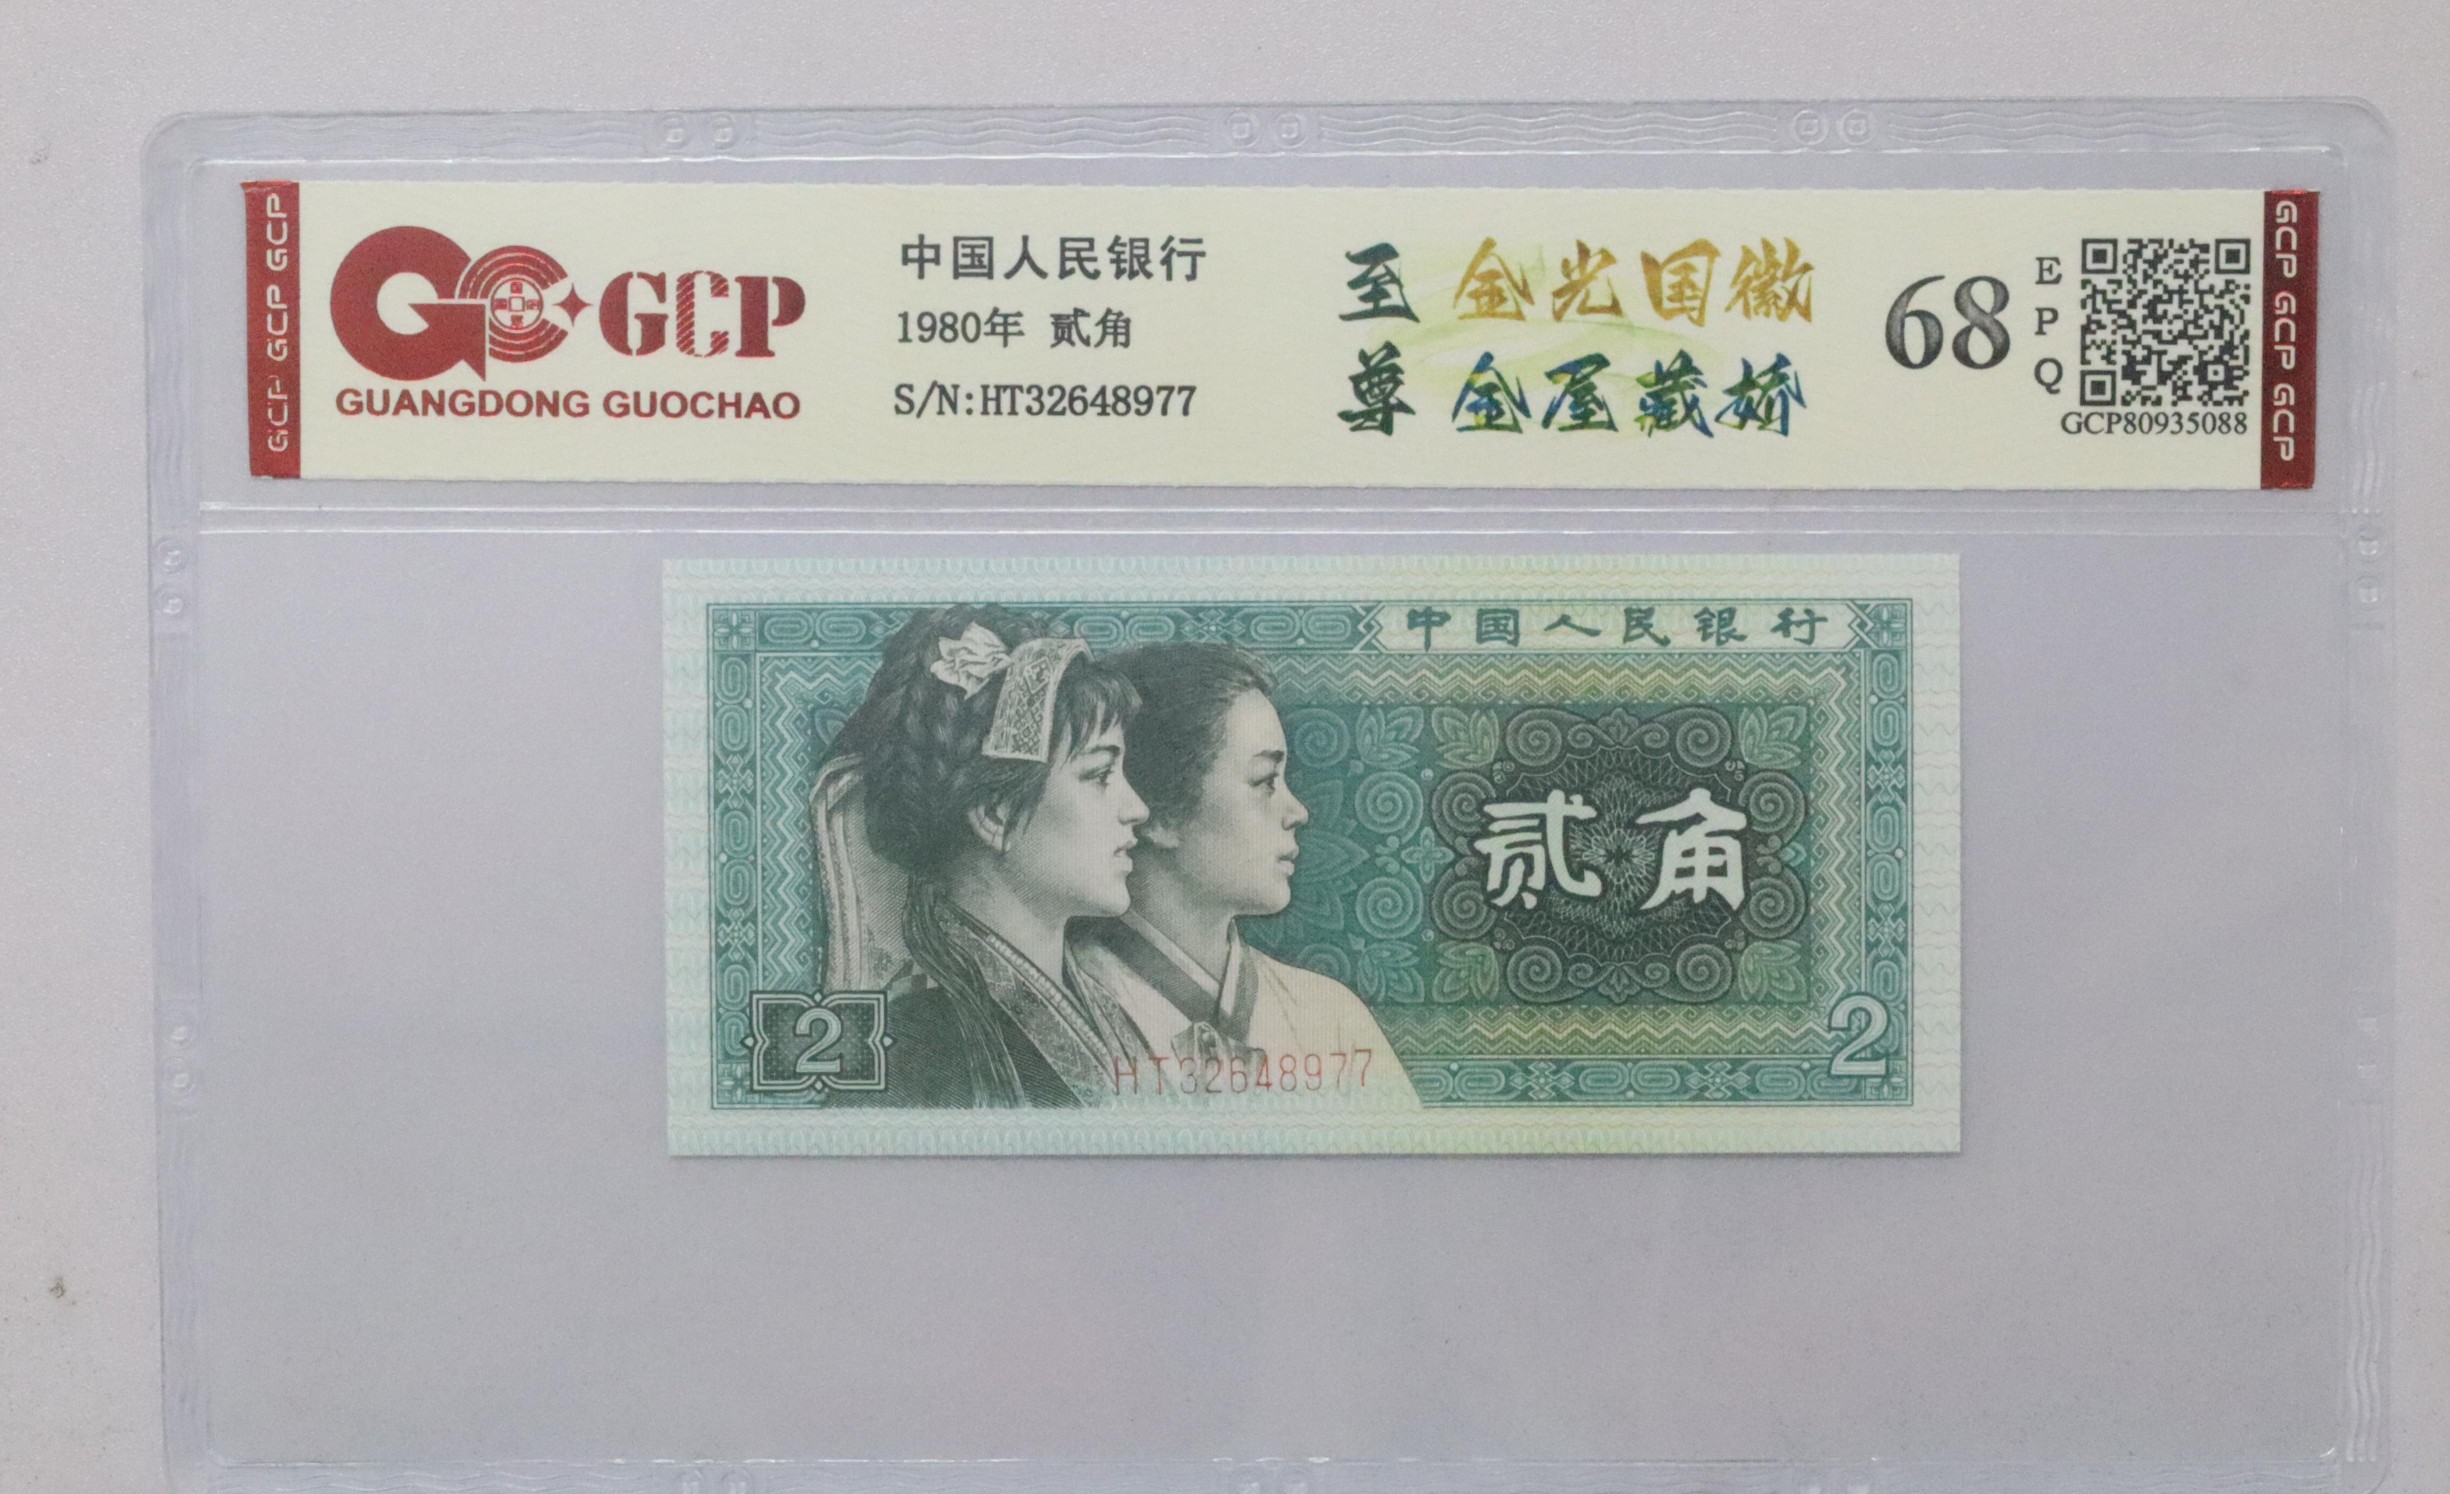 GCP GCP GCP
GCP
GUANGDONG GUOCHAO
中国人民银行
1980年 贰角
S/N:HT32648977
至尊
金光国徽
金屋藏娇
68
EPQ
GCP80935088
GCP GCP GCP
中国人民银行
贰角
2
2
HT32648977